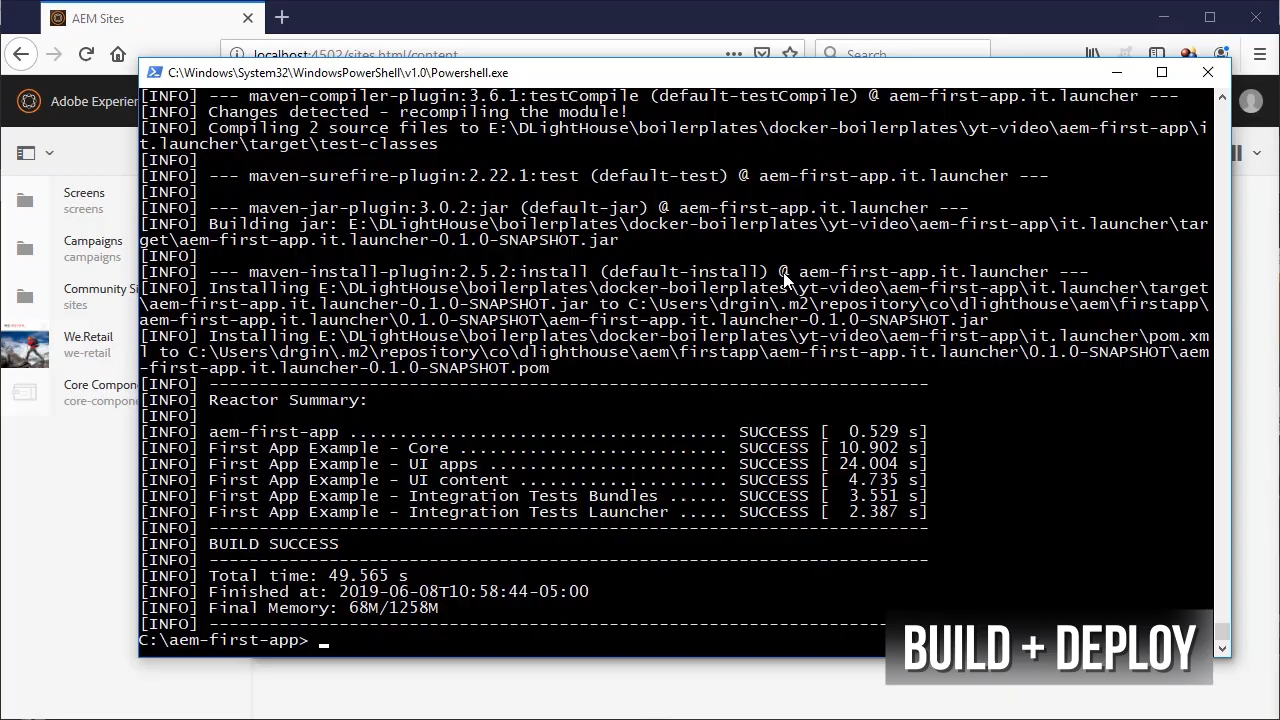 AEM Sites
localhost:4502/sites.html/content
Search
C:\Windows\System32\WindowsPowerShell\v1.0\Powershell.exe
Adobe Experien
Screens
screens
Campaigns
campaigns
Community Si
sites
We.Retail
we-retail
Core Compon
core-compone
[INFO] --- maven-compiler-plugin:3.6.1:testCompile (default-testCompile) @ aem-first-app.it.launcher ---
[INFO] Changes detected - recompiling the module!
[INFO] Compiling 2 source files to E:\DLightHouse\boilerplates\docker-boilerplates\yt-video\aem-first-app\i
t.launcher\target\test-classes
[INFO]
[INFO] --- maven-surefire-plugin:2.22.1:test (default-test) @ aem-first-app.it.launcher ---
[INFO]
[INFO] --- maven-jar-plugin:3.0.2:jar (default-jar) @ aem-first-app.it.launcher ---
[INFO] Building jar: E:\DLightHouse\boilerplates\docker-boilerplates\yt-video\aem-first-app\it.launcher\tar
get\aem-first-app.it.launcher-0.1.0-SNAPSHOT.jar
[INFO]
[INFO] --- maven-install-plugin:2.5.2:install (default-install) @ aem-first-app.it.launcher ---
[INFO] Installing E:\DLightHouse\boilerplates\docker-boilerplates\yt-video\aem-first-app\it.launcher\target
\aem-first-app.it.launcher-0.1.0-SNAPSHOT.jar to C:\Users\drgin\.m2\repository\co\dlighthouse\aem\firstapp\
aem-first-app.it.launcher\0.1.0-SNAPSHOT\aem-first-app.it.launcher-0.1.0-SNAPSHOT.jar
[INFO] Installing E:\DLightHouse\boilerplates\docker-boilerplates\yt-video\aem-first-app\it.launcher\pom.xm
l to C:\Users\drgin\.m2\repository\co\dlighthouse\aem\firstapp\aem-first-app.it.launcher\0.1.0-SNAPSHOT\aem
-first-app.it.launcher-0.1.0-SNAPSHOT.pom
[INFO] ------------------------------------------------------------------------
[INFO] Reactor Summary:
[INFO]
[INFO] aem-first-app ...................................... SUCCESS [  0.529 s]
[INFO] First App Example - Core ........................... SUCCESS [ 10.902 s]
[INFO] First App Example - UI apps ........................ SUCCESS [ 24.004 s]
[INFO] First App Example - UI content ..................... SUCCESS [  4.735 s]
[INFO] First App Example - Integration Tests Bundles ...... SUCCESS [  3.551 s]
[INFO] First App Example - Integration Tests Launcher ..... SUCCESS [  2.387 s]
[INFO] ------------------------------------------------------------------------
[INFO] BUILD SUCCESS
[INFO] ------------------------------------------------------------------------
[INFO] Total time: 49.565 s
[INFO] Finished at: 2019-06-08T10:58:44-05:00
[INFO] Final Memory: 68M/1258M
[INFO] ------------------------------------------------------------------------
C:\aem-first-app>
BUILD + DEPLOY